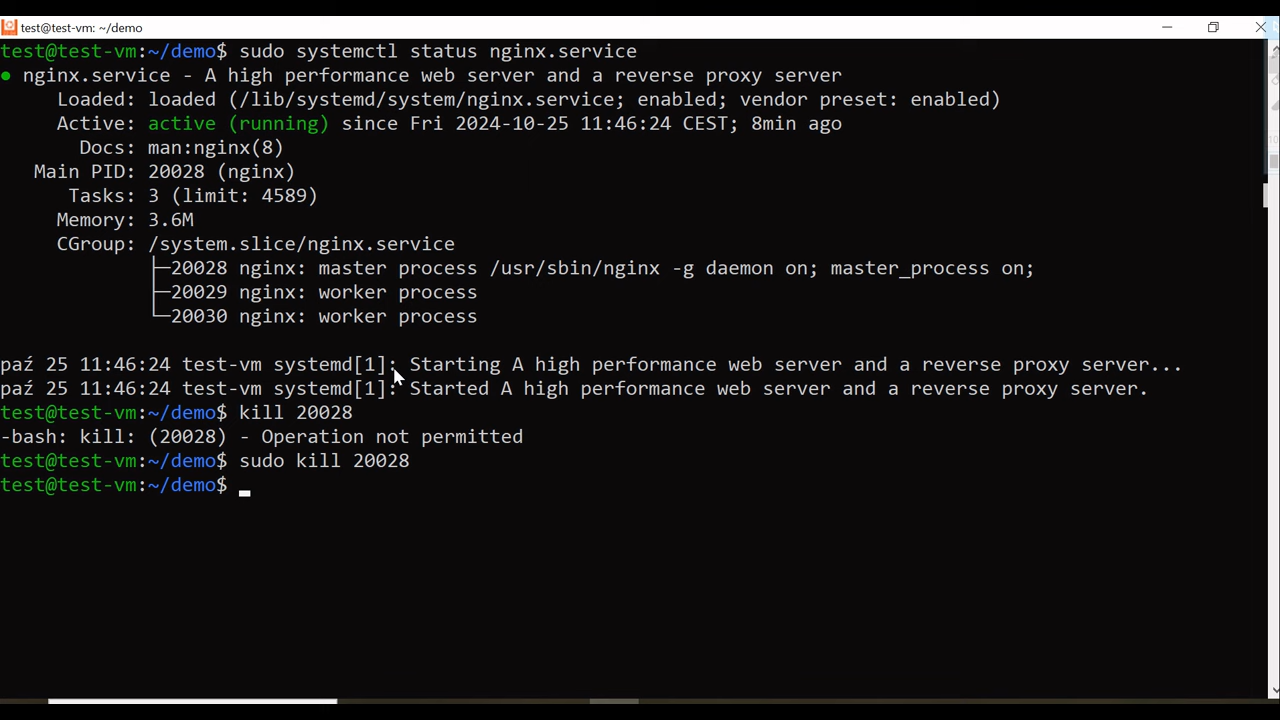 test@test-vm: ~/demo
test@test-vm:~/demo$ sudo systemctl status nginx.service
● nginx.service - A high performance web server and a reverse proxy server
Loaded: loaded (/lib/systemd/system/nginx.service; enabled; vendor preset: enabled)
Active: active (running) since Fri 2024-10-25 11:46:24 CEST; 8min ago
Docs: man:nginx(8)
Main PID: 20028 (nginx)
Tasks: 3 (limit: 4589)
Memory: 3.6M
CGroup: /system.slice/nginx.service
├─20028 nginx: master process /usr/sbin/nginx -g daemon on; master_process on;
├─20029 nginx: worker process
└─20030 nginx: worker process
paź 25 11:46:24 test-vm systemd[1]: Starting A high performance web server and a reverse proxy server...
paź 25 11:46:24 test-vm systemd[1]: Started A high performance web server and a reverse proxy server.
test@test-vm:~/demo$ kill 20028
-bash: kill: (20028) - Operation not permitted
test@test-vm:~/demo$ sudo kill 20028
test@test-vm:~/demo$